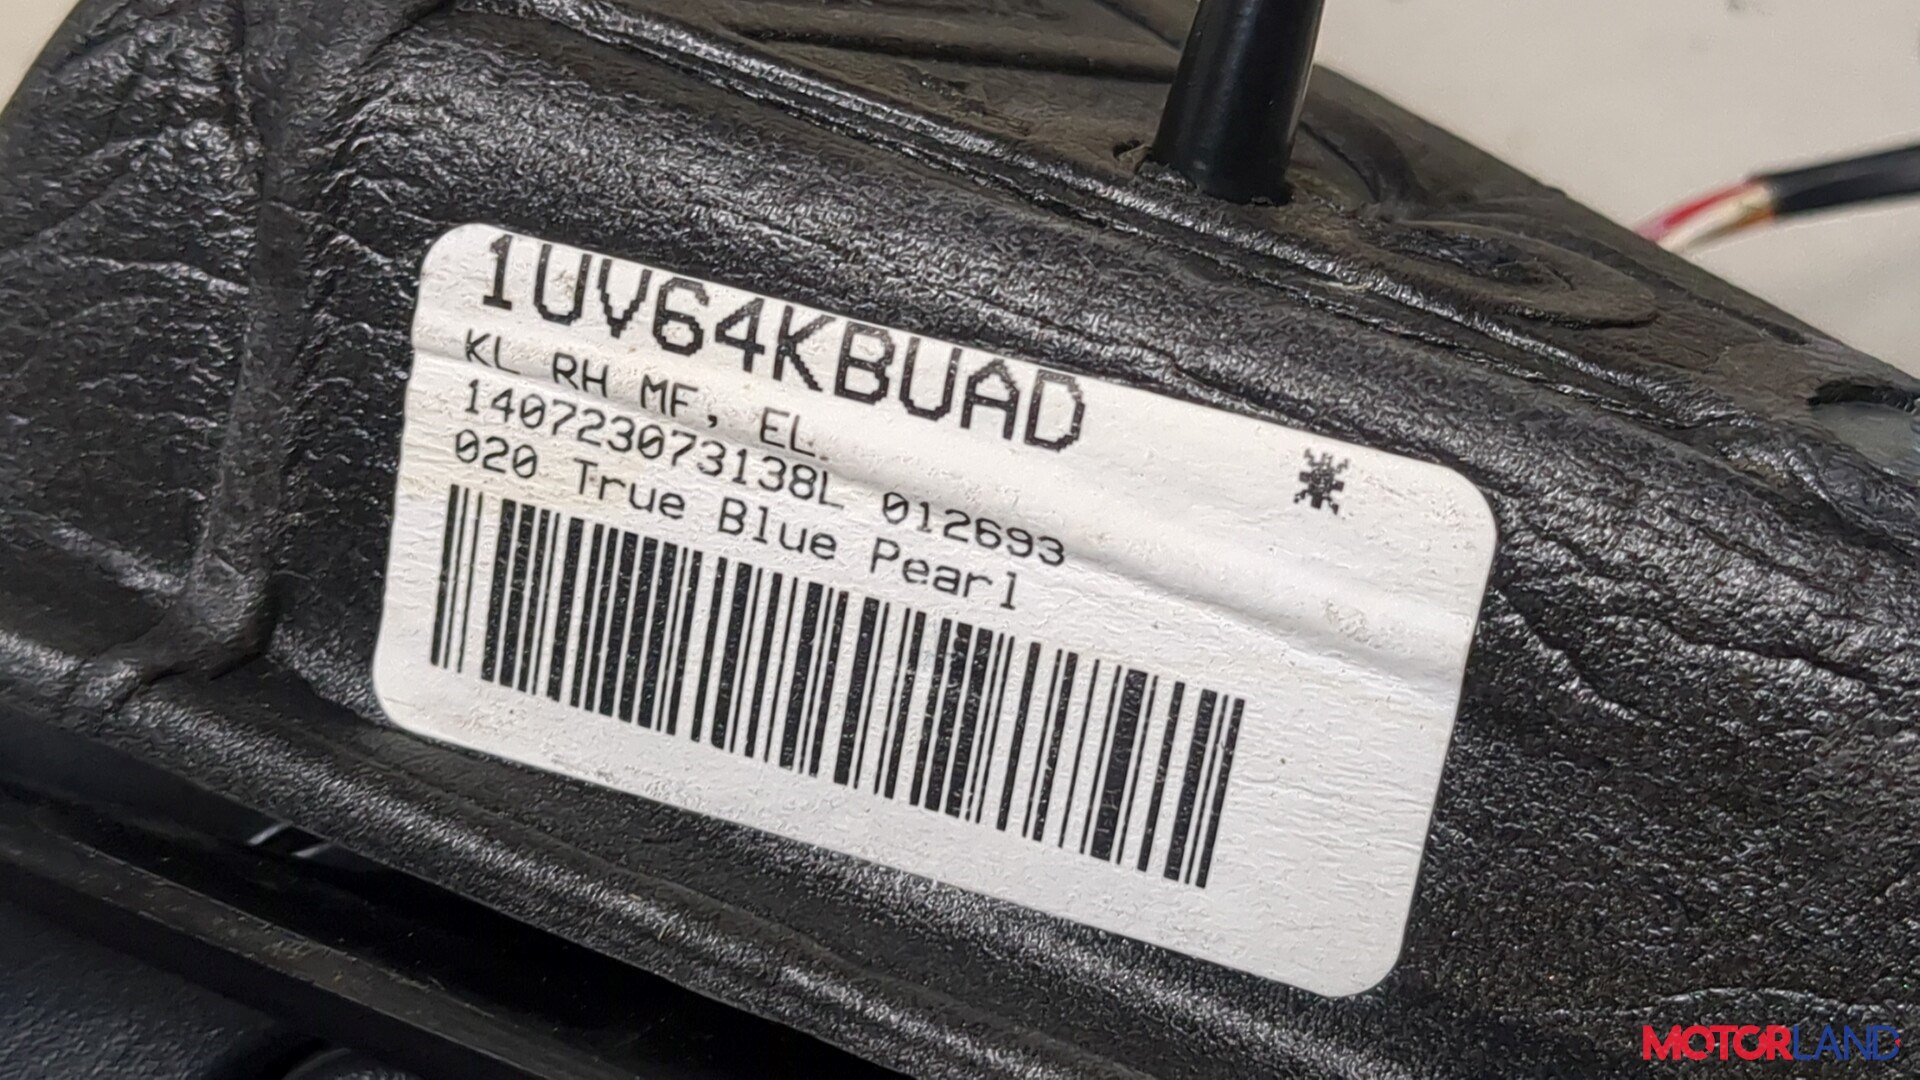 1UV64KBUAD
KL RH MF, EL.
140723073138L 012693
020 True Blue Pearl
MOTORLAND